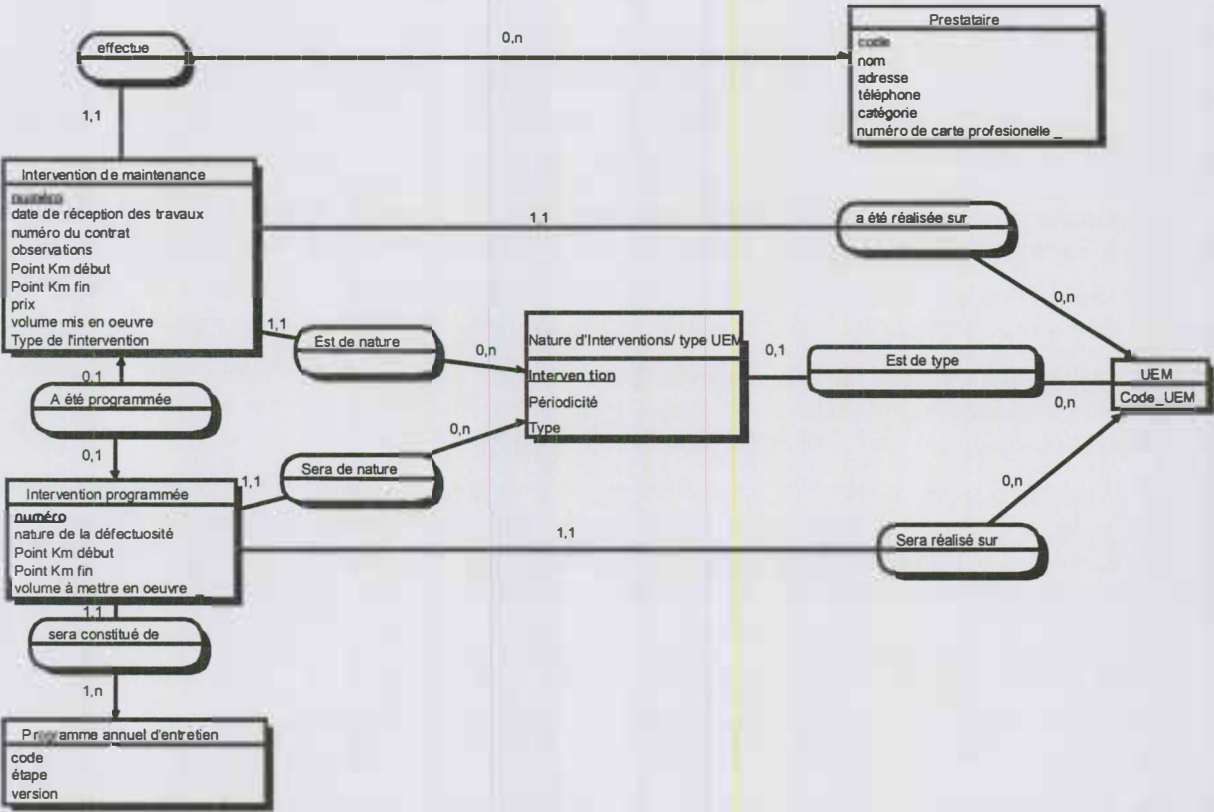 effectue
0,n
Prestataire
code
nom
adresse
téléphone
catégorie
numéro de carte profesionelle _
1,1
Intervention de maintenance
numéro
date de réception des travaux
numéro du contrat
observations
Point Km début
Point Km fin
prix
volume mis en oeuvre
Type de l'intervention
1,1
a été réalisée sur
0,n
1,1
Est de nature
0,n
Nature d'Interventions/ type UEM
Interven tion
Périodicité
Type
0,1
Est de type
0,n
UEM
Code_UEM
0,1
A été programmée
0,1
0,n
Sera de nature
1,1
Intervention programmée
numéro
nature de la défectuosité
Point Km début
Point Km fin
volume à mettre en oeuvre
1,1
Sera réalisé sur
0,n
1,1
sera constitué de
1,n
Programme annuel d'entretien
code
étape
version